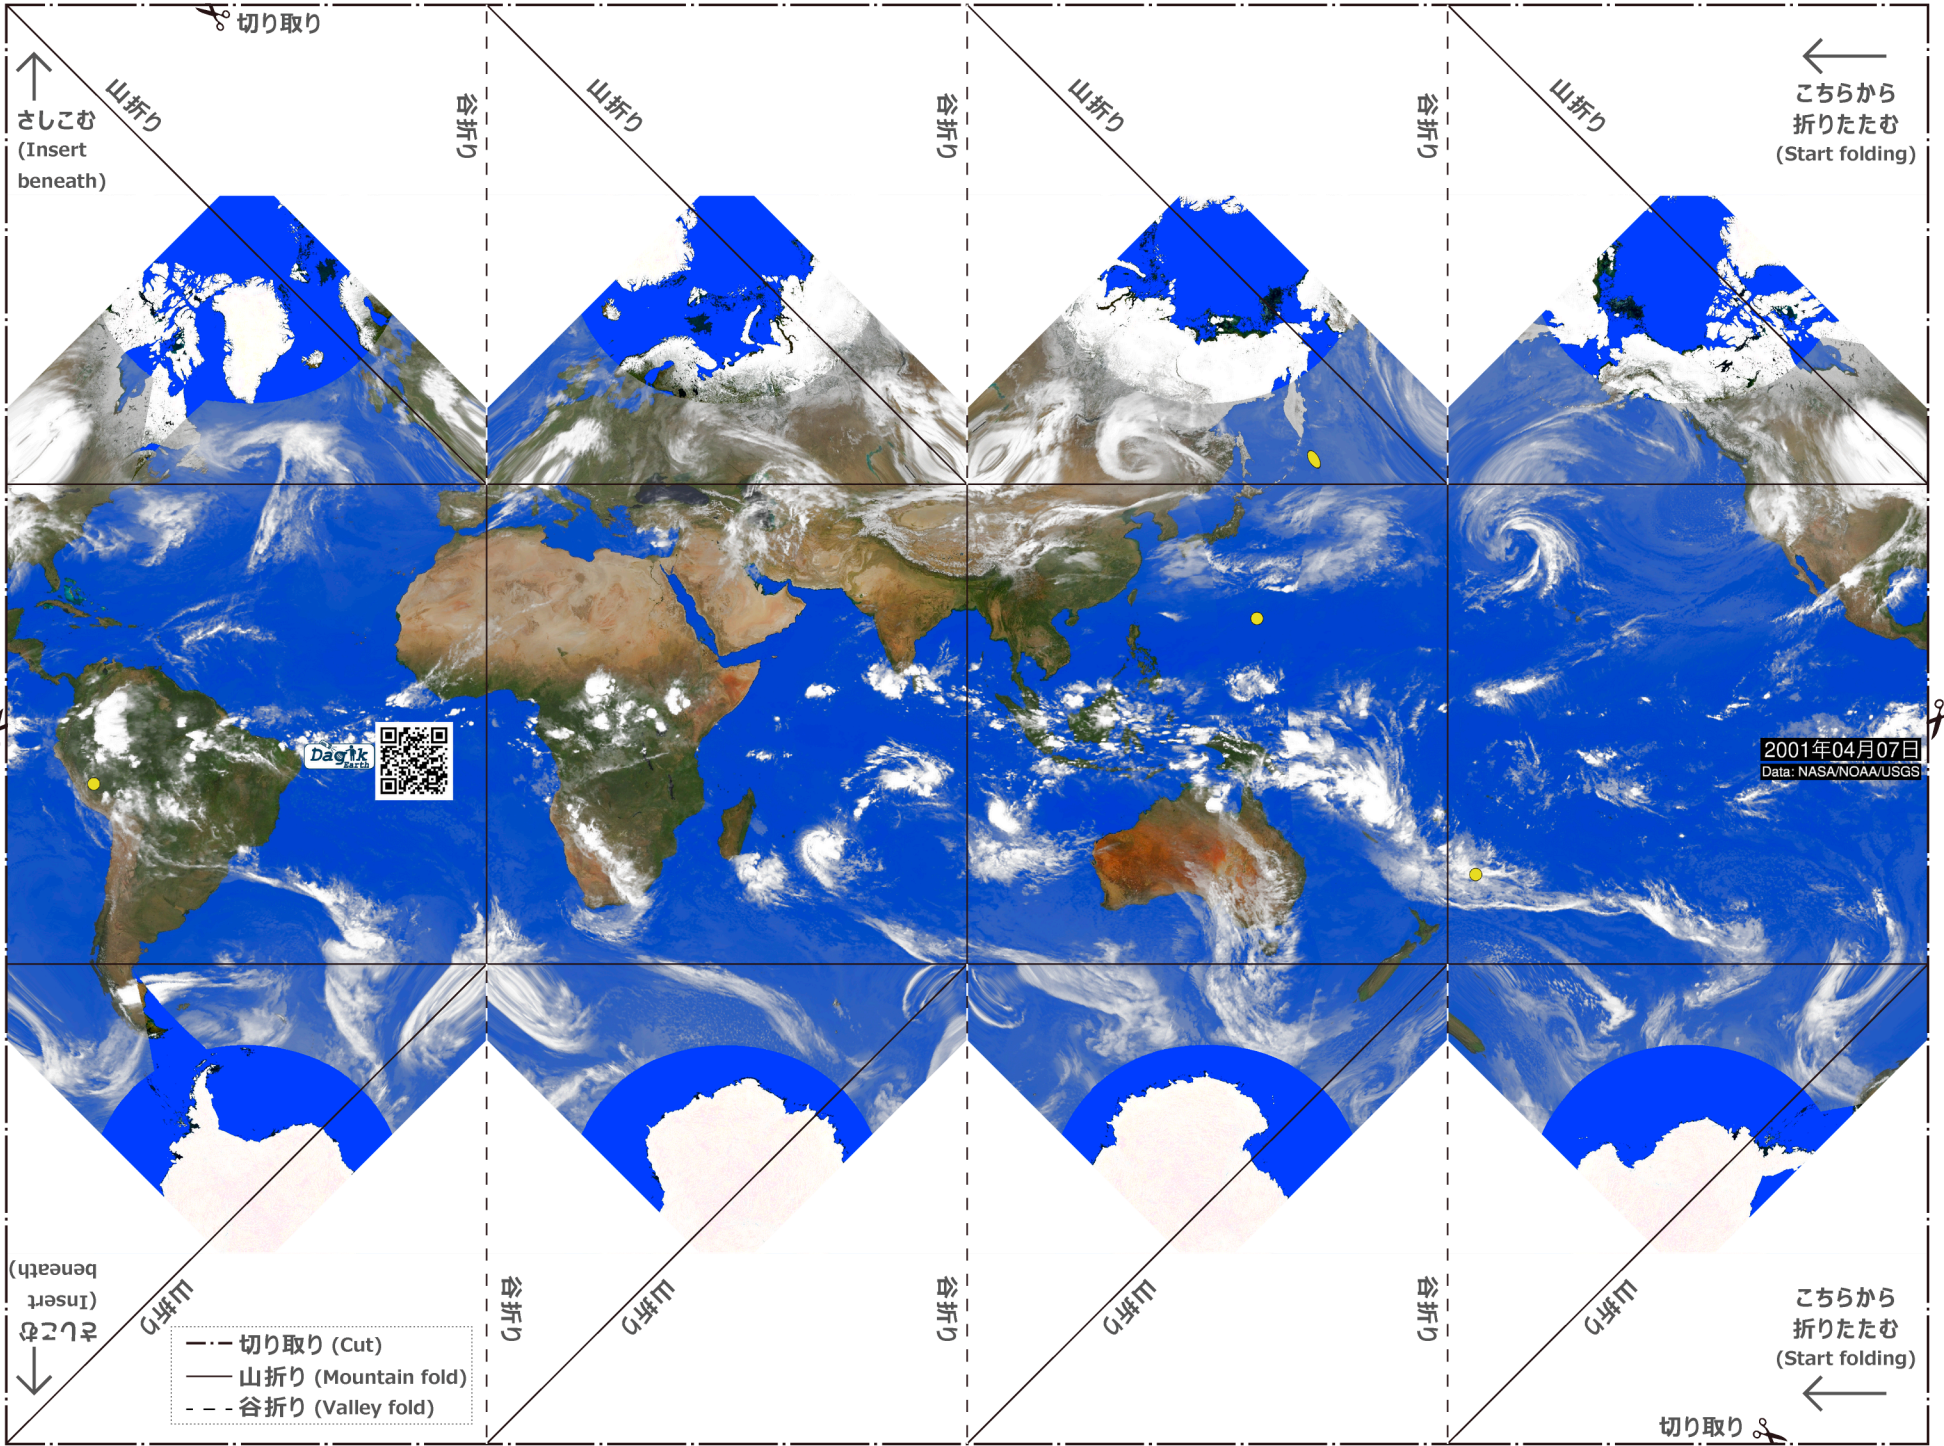 切り取り
山折り
谷折り
山折り
谷折り
山折り
谷折り
山折り
さしこむ
(Insert
beneath)
こちらから
折りたたむ
(Start folding)
Dagik
Earth
2001年04月07日
Data: NASA/NOAA/USGS
さしこむ
(Insert
beneath)
山折り
谷折り
山折り
谷折り
山折り
谷折り
山折り
こちらから
折りたたむ
(Start folding)
切り取り (Cut)
山折り (Mountain fold)
谷折り (Valley fold)
切り取り